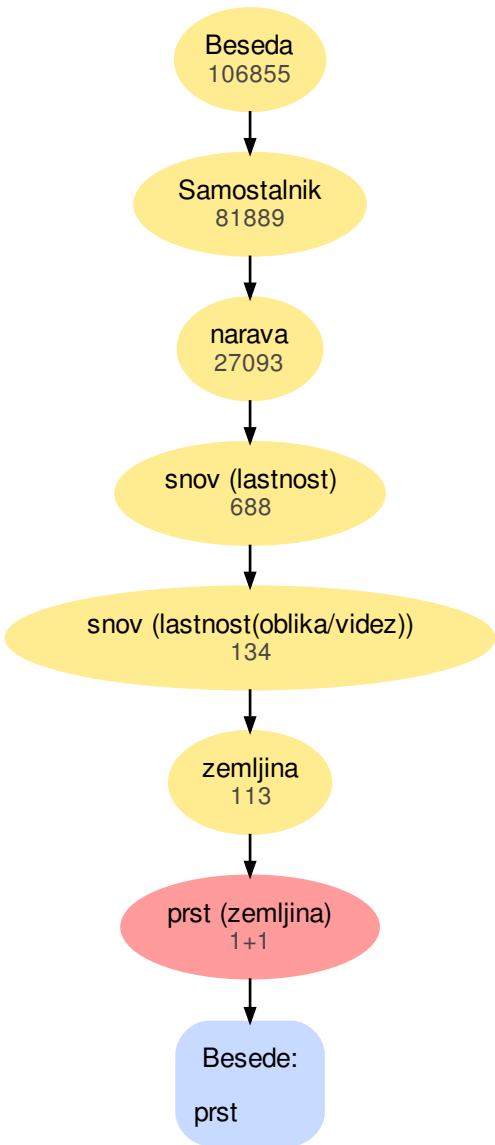 Beseda
106855
Samostalnik
81889
narava
27093
snov (lastnost)
688
snov (lastnost(oblika/videz))
134
zemljina
113
prst (zemljina)
1+1
Besede:
prst